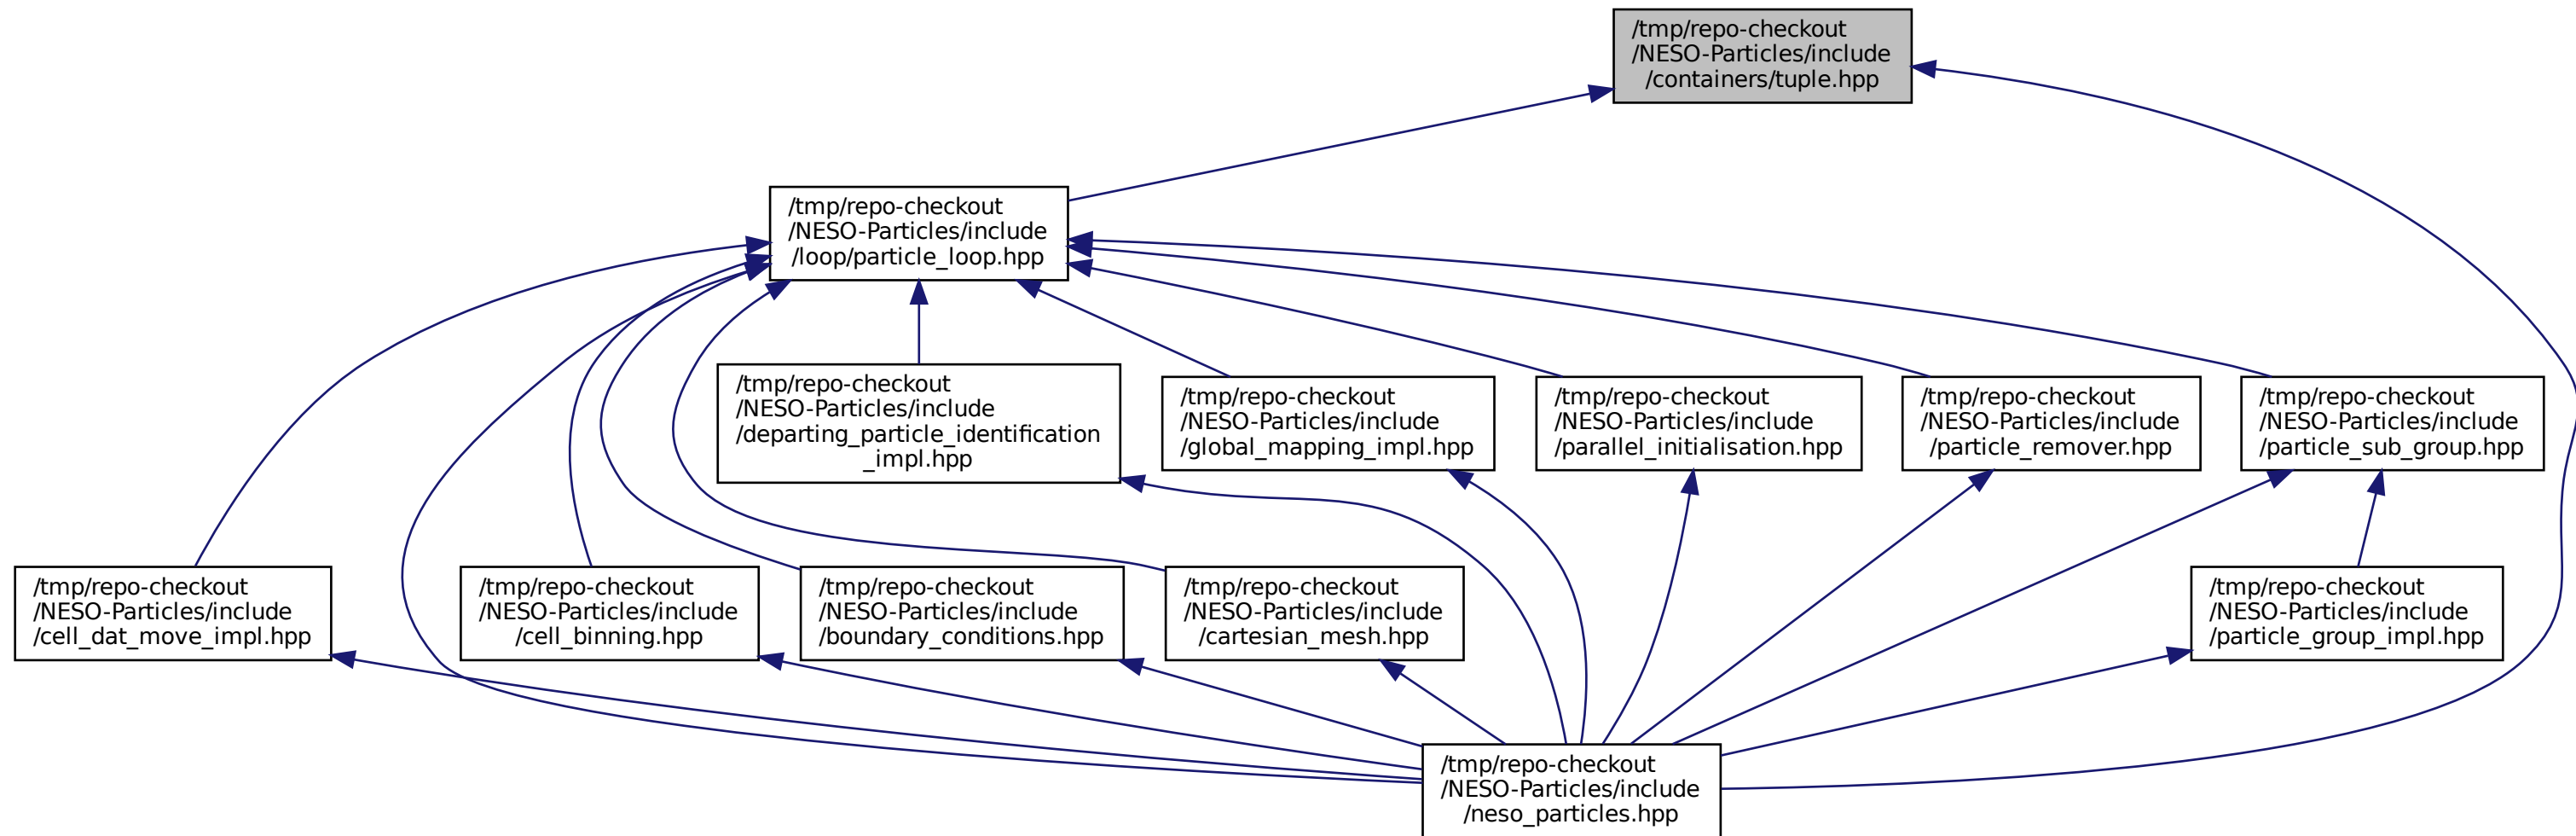 /tmp/repo-checkout
/NESO-Particles/include
/containers/tuple.hpp
/tmp/repo-checkout
/NESO-Particles/include
/loop/particle_loop.hpp
/tmp/repo-checkout
/NESO-Particles/include
/departing_particle_identification
_impl.hpp
/tmp/repo-checkout
/NESO-Particles/include
/global_mapping_impl.hpp
/tmp/repo-checkout
/NESO-Particles/include
/parallel_initialisation.hpp
/tmp/repo-checkout
/NESO-Particles/include
/particle_remover.hpp
/tmp/repo-checkout
/NESO-Particles/include
/particle_sub_group.hpp
/tmp/repo-checkout
/NESO-Particles/include
/cell_dat_move_impl.hpp
/tmp/repo-checkout
/NESO-Particles/include
/cell_binning.hpp
/tmp/repo-checkout
/NESO-Particles/include
/boundary_conditions.hpp
/tmp/repo-checkout
/NESO-Particles/include
/cartesian_mesh.hpp
/tmp/repo-checkout
/NESO-Particles/include
/particle_group_impl.hpp
/tmp/repo-checkout
/NESO-Particles/include
/neso_particles.hpp